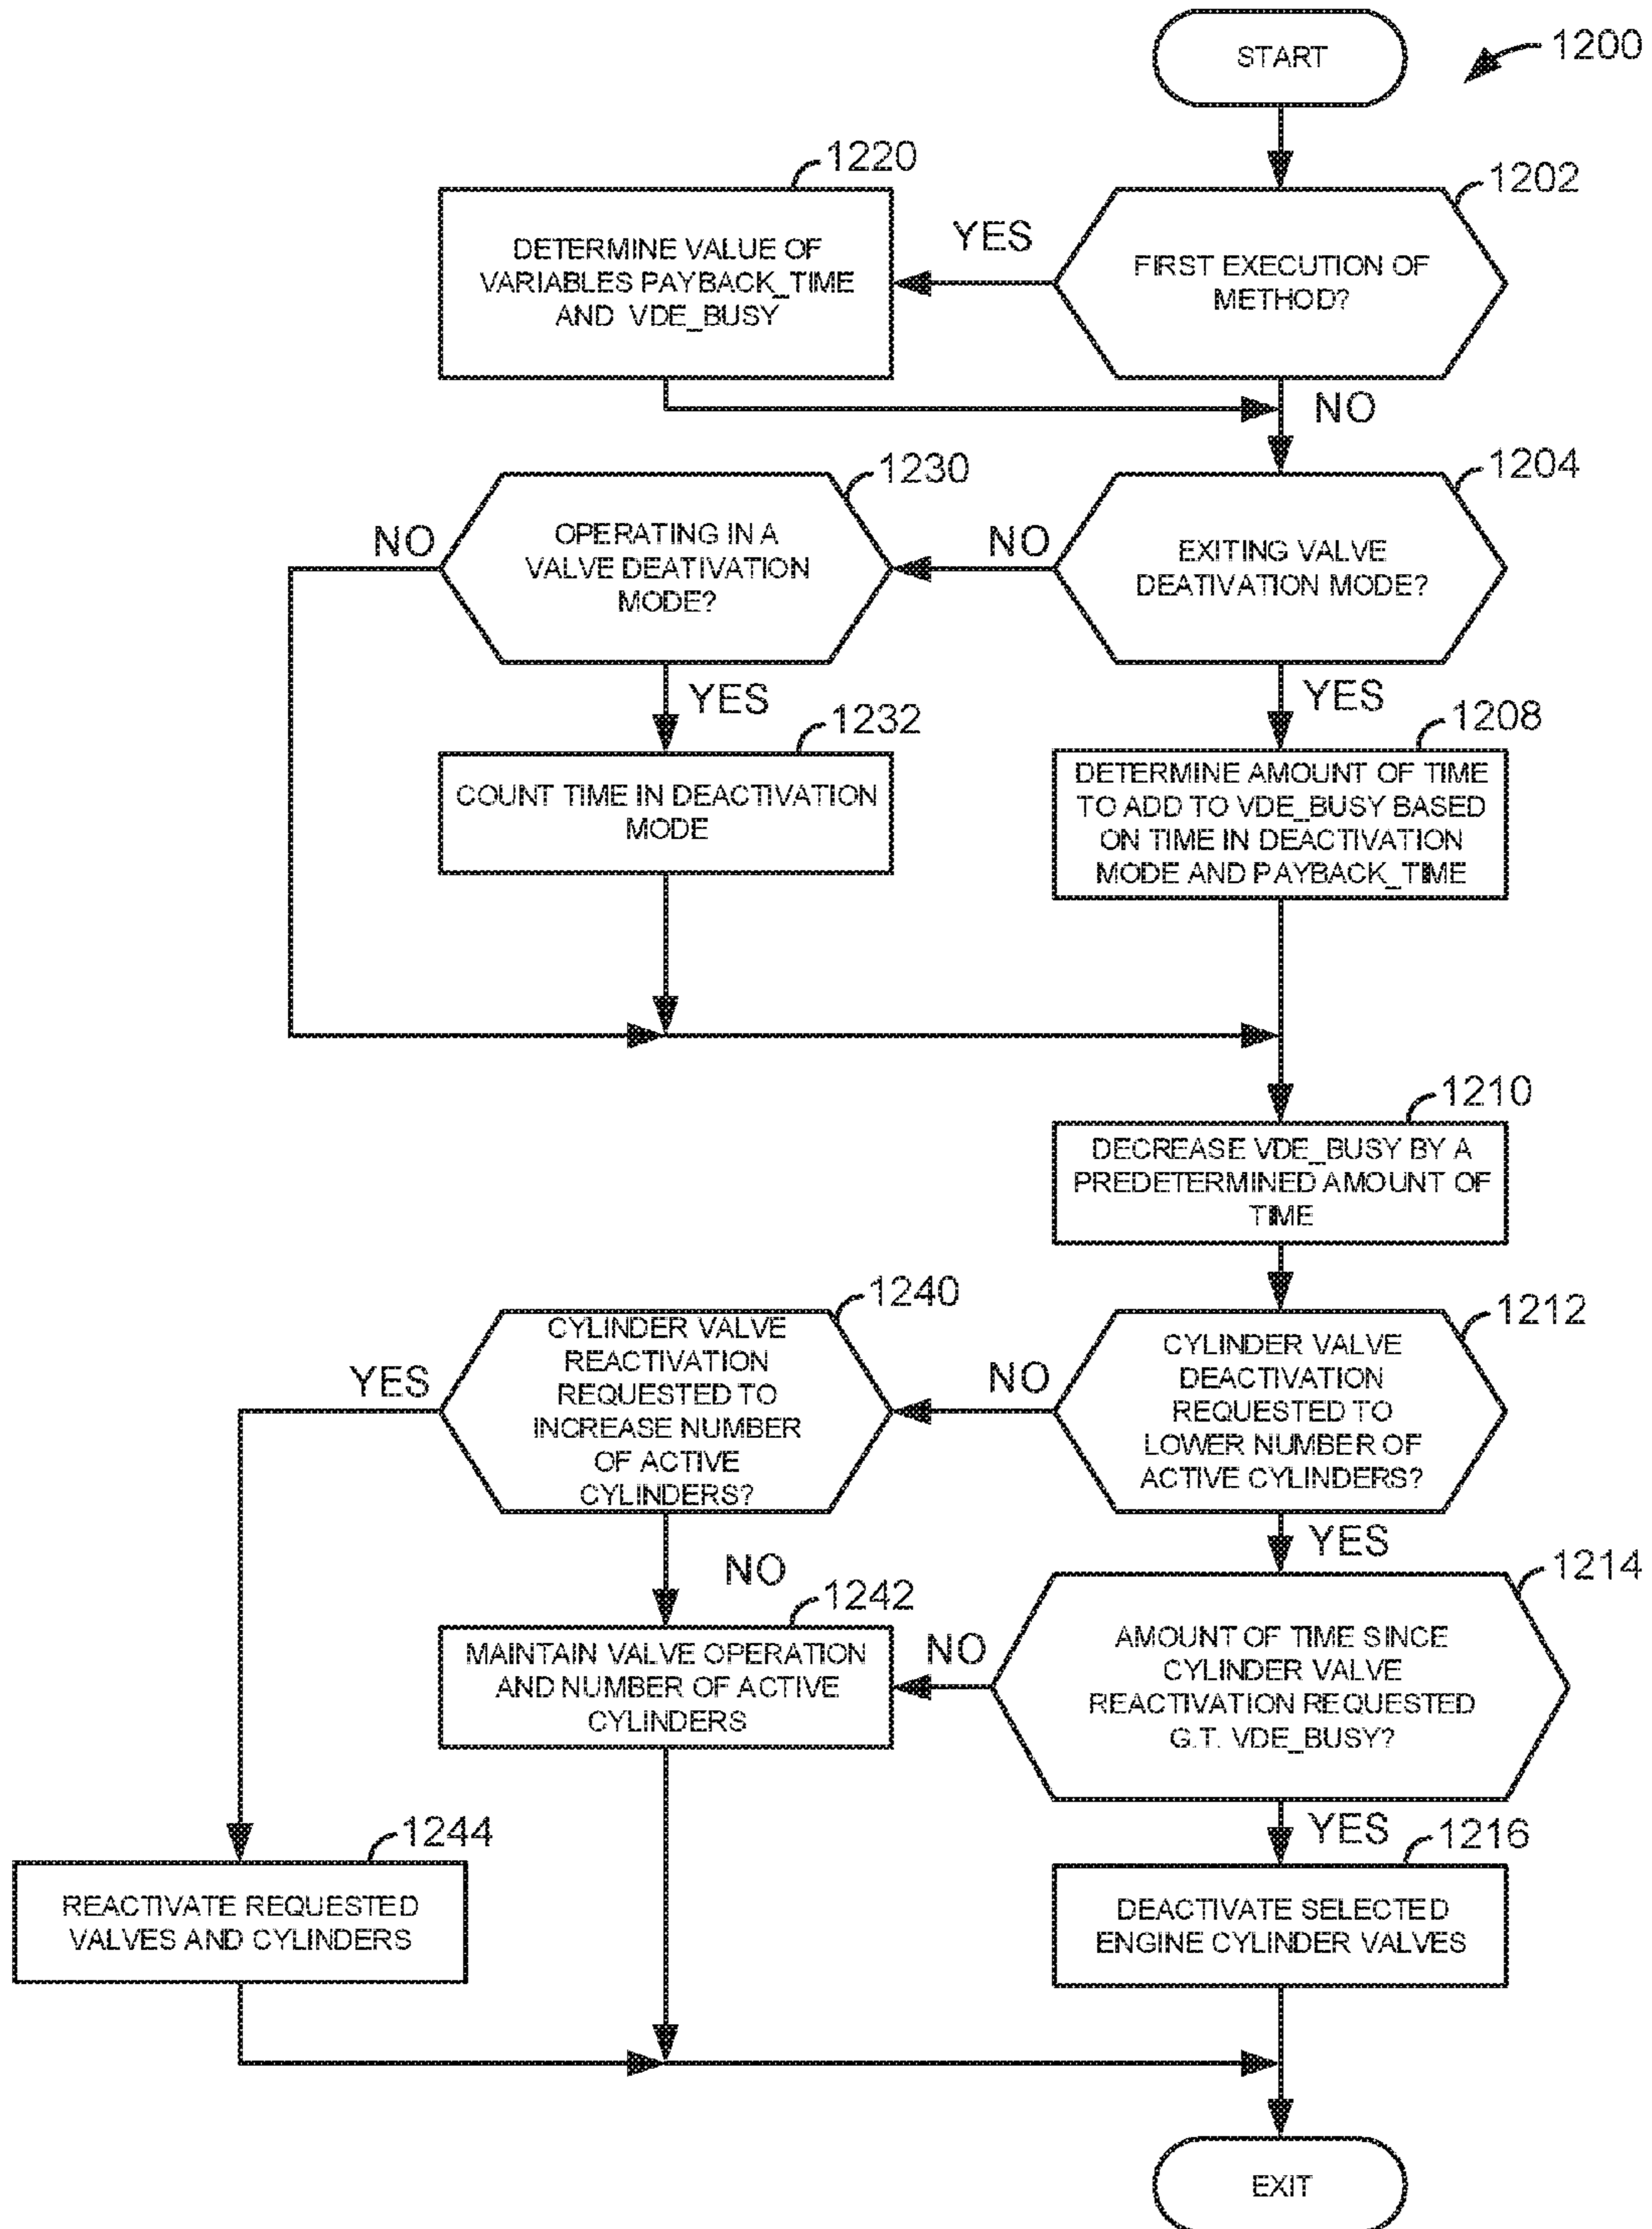 START
1200
1220
1202
DETERMINE VALUE OF
VARIABLES PAYBACK_TIME
AND VDE_BUSY
YES
FIRST EXECUTION OF
METHOD?
NO
1230
1204
NO
OPERATING IN A
VALVE DEATIVATION
MODE?
NO
EXITING VALVE
DEATIVATION MODE?
YES
YES
1232
1208
COUNT TIME IN DEACTIVATION
MODE
DETERMINE AMOUNT OF TIME
TO ADD TO VDE_BUSY BASED
ON TIME IN DEACTIVATION
MODE AND PAYBACK_TIME
1210
DECREASE VDE_BUSY BY A
PREDETERMINED AMOUNT OF
TIME
1240
1212
YES
CYLINDER VALVE
REACTIVATION
REQUESTED TO
INCREASE NUMBER
OF ACTIVE
CYLINDERS?
NO
CYLINDER VALVE
DEACTIVATION
REQUESTED TO
LOWER NUMBER OF
ACTIVE CYLINDERS?
YES
NO
1242
1214
MAINTAIN VALVE OPERATION
AND NUMBER OF ACTIVE
CYLINDERS
NO
AMOUNT OF TIME SINCE
CYLINDER VALVE
REACTIVATION REQUESTED
G.T. VDE_BUSY?
YES
1244
1216
REACTIVATE REQUESTED
VALVES AND CYLINDERS
DEACTIVATE SELECTED
ENGINE CYLINDER VALVES
EXIT